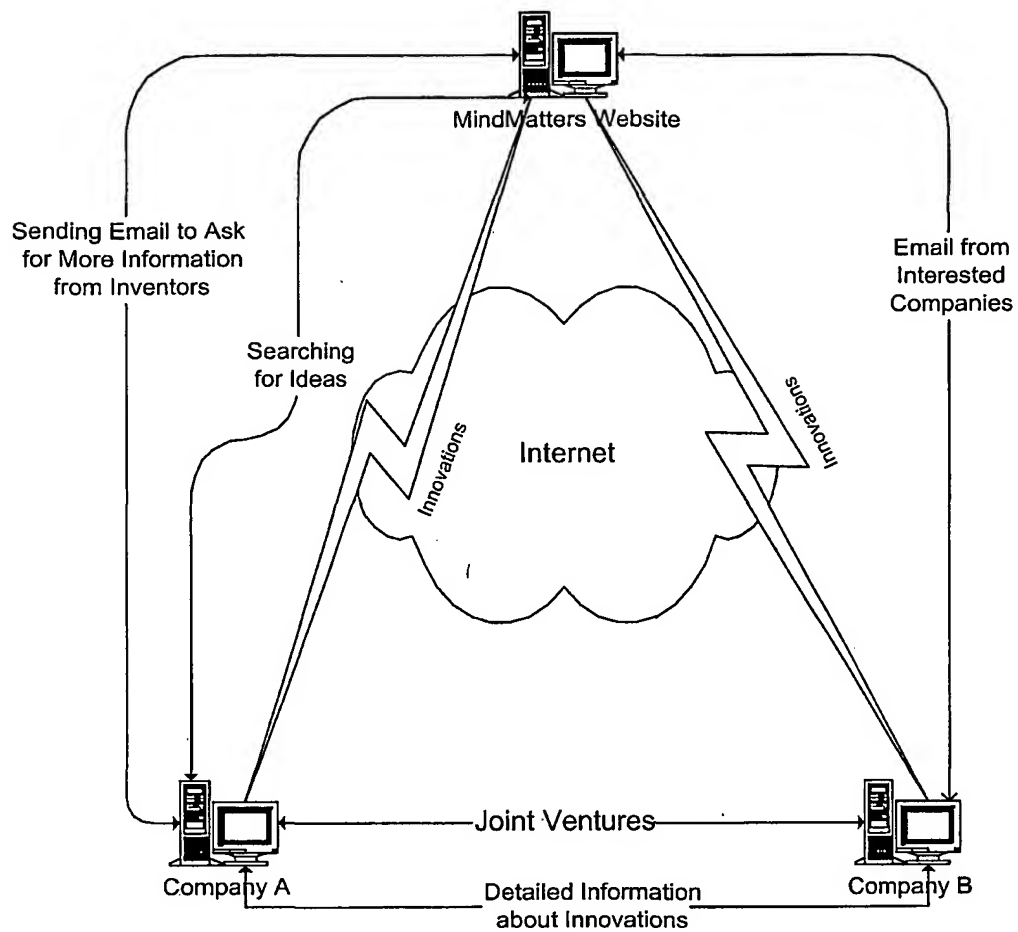 MindMatters Website
Sending Email to Ask
for More Information
from Inventors
Email from
Interested
Companies
Searching
for Ideas
Innovations
Internet
Innovations
Joint Ventures
Company A
Company B
Detailed Information
about Innovations